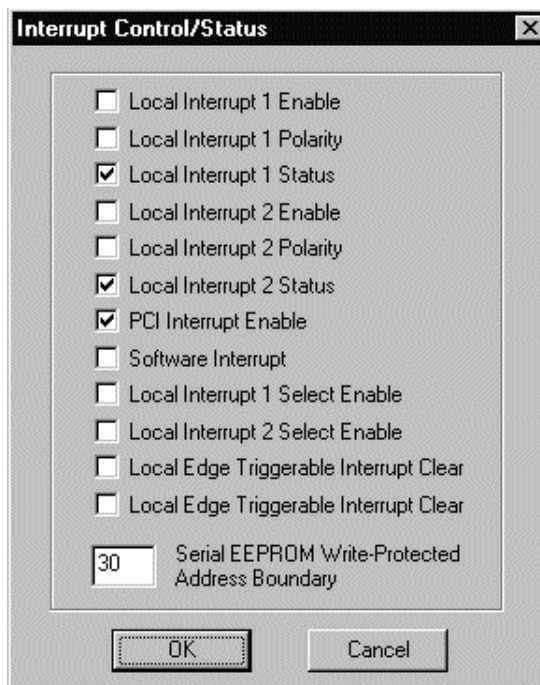 Interrupt Control/Status
Local Interrupt 1 Enable
Local Interrupt 1 Polarity
Local Interrupt 1 Status
Local Interrupt 2 Enable
Local Interrupt 2 Polarity
Local Interrupt 2 Status
PCI Interrupt Enable
Software Interrupt
Local Interrupt 1 Select Enable
Local Interrupt 2 Select Enable
Local Edge Triggerable Interrupt Clear
Local Edge Triggerable Interrupt Clear
30 Serial EEPROM Write-Protected
Address Boundary
OK Cancel